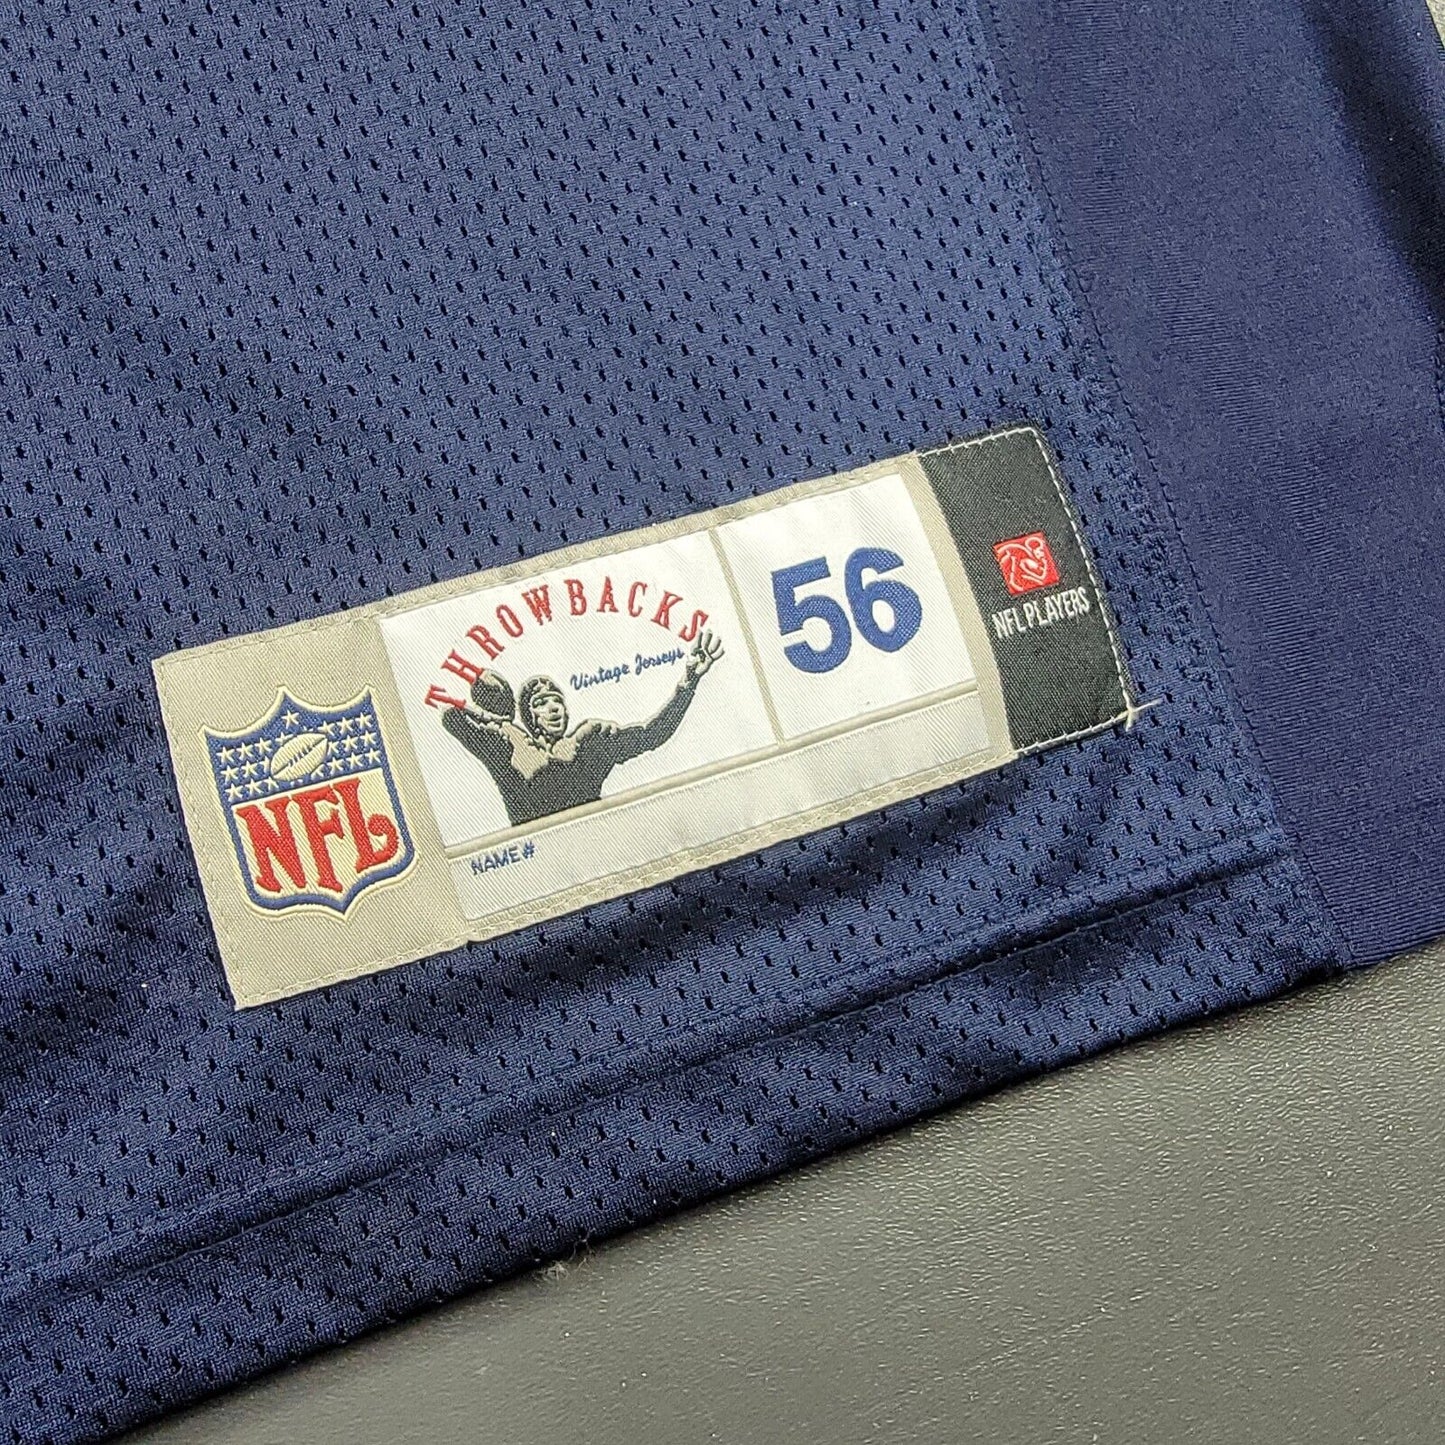 NFL
THROWBACKS
Vintage Jerseys
NAME#
56
NFL PLAYERS